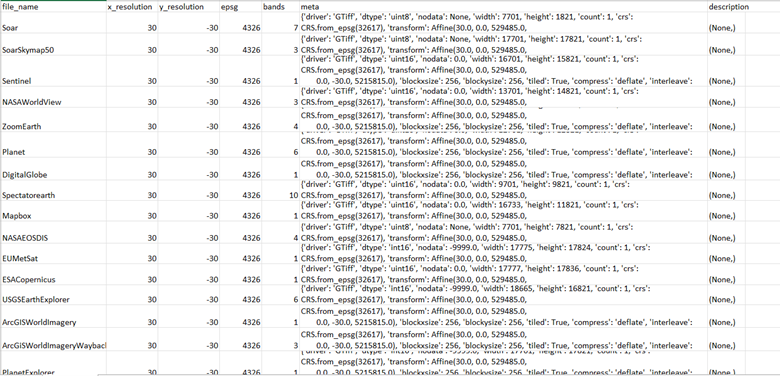 file_name x_resolution y_resolution epsg bands meta description
{'driver': 'GTiff', 'dtype': 'uint8', 'nodata': None, 'width': 7701, 'height': 1821, 'count': 1, 'crs':
Soar 30 -30 4326 7 CRS.from_epsg(32617), 'transform': Affine(30.0, 0.0, 529485.0, (None,)
{'driver': 'GTiff', 'dtype': 'uint8', 'nodata': None, 'width': 17701, 'height': 17821, 'count': 1, 'crs':
SoarSkymap50 30 -30 4326 3 CRS.from_epsg(32617), 'transform': Affine(30.0, 0.0, 529485.0, (None,)
{'driver': 'GTiff', 'dtype': 'uint16', 'nodata': 0.0, 'width': 16701, 'height': 15821, 'count': 1, 'crs':
CRS.from_epsg(32617), 'transform': Affine(30.0, 0.0, 529485.0,
Sentinel 30 -30 4326 1 0.0, -30.0, 5215815.0), 'blockxsize': 256, 'blockysize': 256, 'tiled': True, 'compress': 'deflate', 'interleave': (None,)
{'driver': 'GTiff', 'dtype': 'uint16', 'nodata': 0.0, 'width': 13701, 'height': 14821, 'count': 1, 'crs':
NASAWorldView 30 -30 4326 3 CRS.from_epsg(32617), 'transform': Affine(30.0, 0.0, 529485.0, (None,)
CRS.from_epsg(32617), 'transform': Affine(30.0, 0.0, 529485.0,
ZoomEarth 30 -30 4326 4 0.0, -30.0, 5215815.0), 'blockxsize': 256, 'blockysize': 256, 'tiled': True, 'compress': 'deflate', 'interleave': (None,)
CRS.from_epsg(32617), 'transform': Affine(30.0, 0.0, 529485.0,
Planet 30 -30 4326 6 0.0, -30.0, 5215815.0), 'blockxsize': 256, 'blockysize': 256, 'tiled': True, 'compress': 'deflate', 'interleave': (None,)
CRS.from_epsg(32617), 'transform': Affine(30.0, 0.0, 529485.0,
DigitalGlobe 30 -30 4326 1 0.0, -30.0, 5215815.0), 'blockxsize': 256, 'blockysize': 256, 'tiled': True, 'compress': 'deflate', 'interleave': (None,)
{'driver': 'GTiff', 'dtype': 'uint16', 'nodata': 0.0, 'width': 9701, 'height': 9821, 'count': 1, 'crs':
Spectatorearth 30 -30 4326 10 CRS.from_epsg(32617), 'transform': Affine(30.0, 0.0, 529485.0, (None,)
{'driver': 'GTiff', 'dtype': 'uint16', 'nodata': 0.0, 'width': 16733, 'height': 11821, 'count': 1, 'crs':
Mapbox 30 -30 4326 1 CRS.from_epsg(32617), 'transform': Affine(30.0, 0.0, 529485.0, (None,)
{'driver': 'GTiff', 'dtype': 'uint8', 'nodata': None, 'width': 7701, 'height': 7821, 'count': 1, 'crs':
NASAEOSDIS 30 -30 4326 4 CRS.from_epsg(32617), 'transform': Affine(30.0, 0.0, 529485.0, (None,)
{'driver': 'GTiff', 'dtype': 'int16', 'nodata': -9999.0, 'width': 17775, 'height': 17824, 'count': 1, 'crs':
EUMetSat 30 -30 4326 1 CRS.from_epsg(32617), 'transform': Affine(30.0, 0.0, 529485.0, (None,)
{'driver': 'GTiff', 'dtype': 'uint16', 'nodata': 0.0, 'width': 17777, 'height': 17836, 'count': 1, 'crs':
ESACopernicus 30 -30 4326 1 CRS.from_epsg(32617), 'transform': Affine(30.0, 0.0, 529485.0, (None,)
{'driver': 'GTiff', 'dtype': 'int16', 'nodata': -9999.0, 'width': 18665, 'height': 16821, 'count': 1, 'crs':
USGSEarthExplorer 30 -30 4326 6 CRS.from_epsg(32617), 'transform': Affine(30.0, 0.0, 529485.0, (None,)
CRS.from_epsg(32617), 'transform': Affine(30.0, 0.0, 529485.0,
ArcGISWorldImagery 30 -30 4326 1 0.0, -30.0, 5215815.0), 'blockxsize': 256, 'blockysize': 256, 'tiled': True, 'compress': 'deflate', 'interleave': (None,)
CRS.from_epsg(32617), 'transform': Affine(30.0, 0.0, 529485.0,
ArcGISWorldImageryWayback 30 -30 4326 3 0.0, -30.0, 5215815.0), 'blockxsize': 256, 'blockysize': 256, 'tiled': True, 'compress': 'deflate', 'interleave': (None,)
CRS.from_epsg(32617), 'transform': Affine(30.0, 0.0, 529485.0,
PlanetExplorer 30 -30 4326 1 0.0, -30.0, 5215815.0), 'blockxsize': 256, 'blockysize': 256, 'tiled': True, 'compress': 'deflate', 'interleave': (None,)